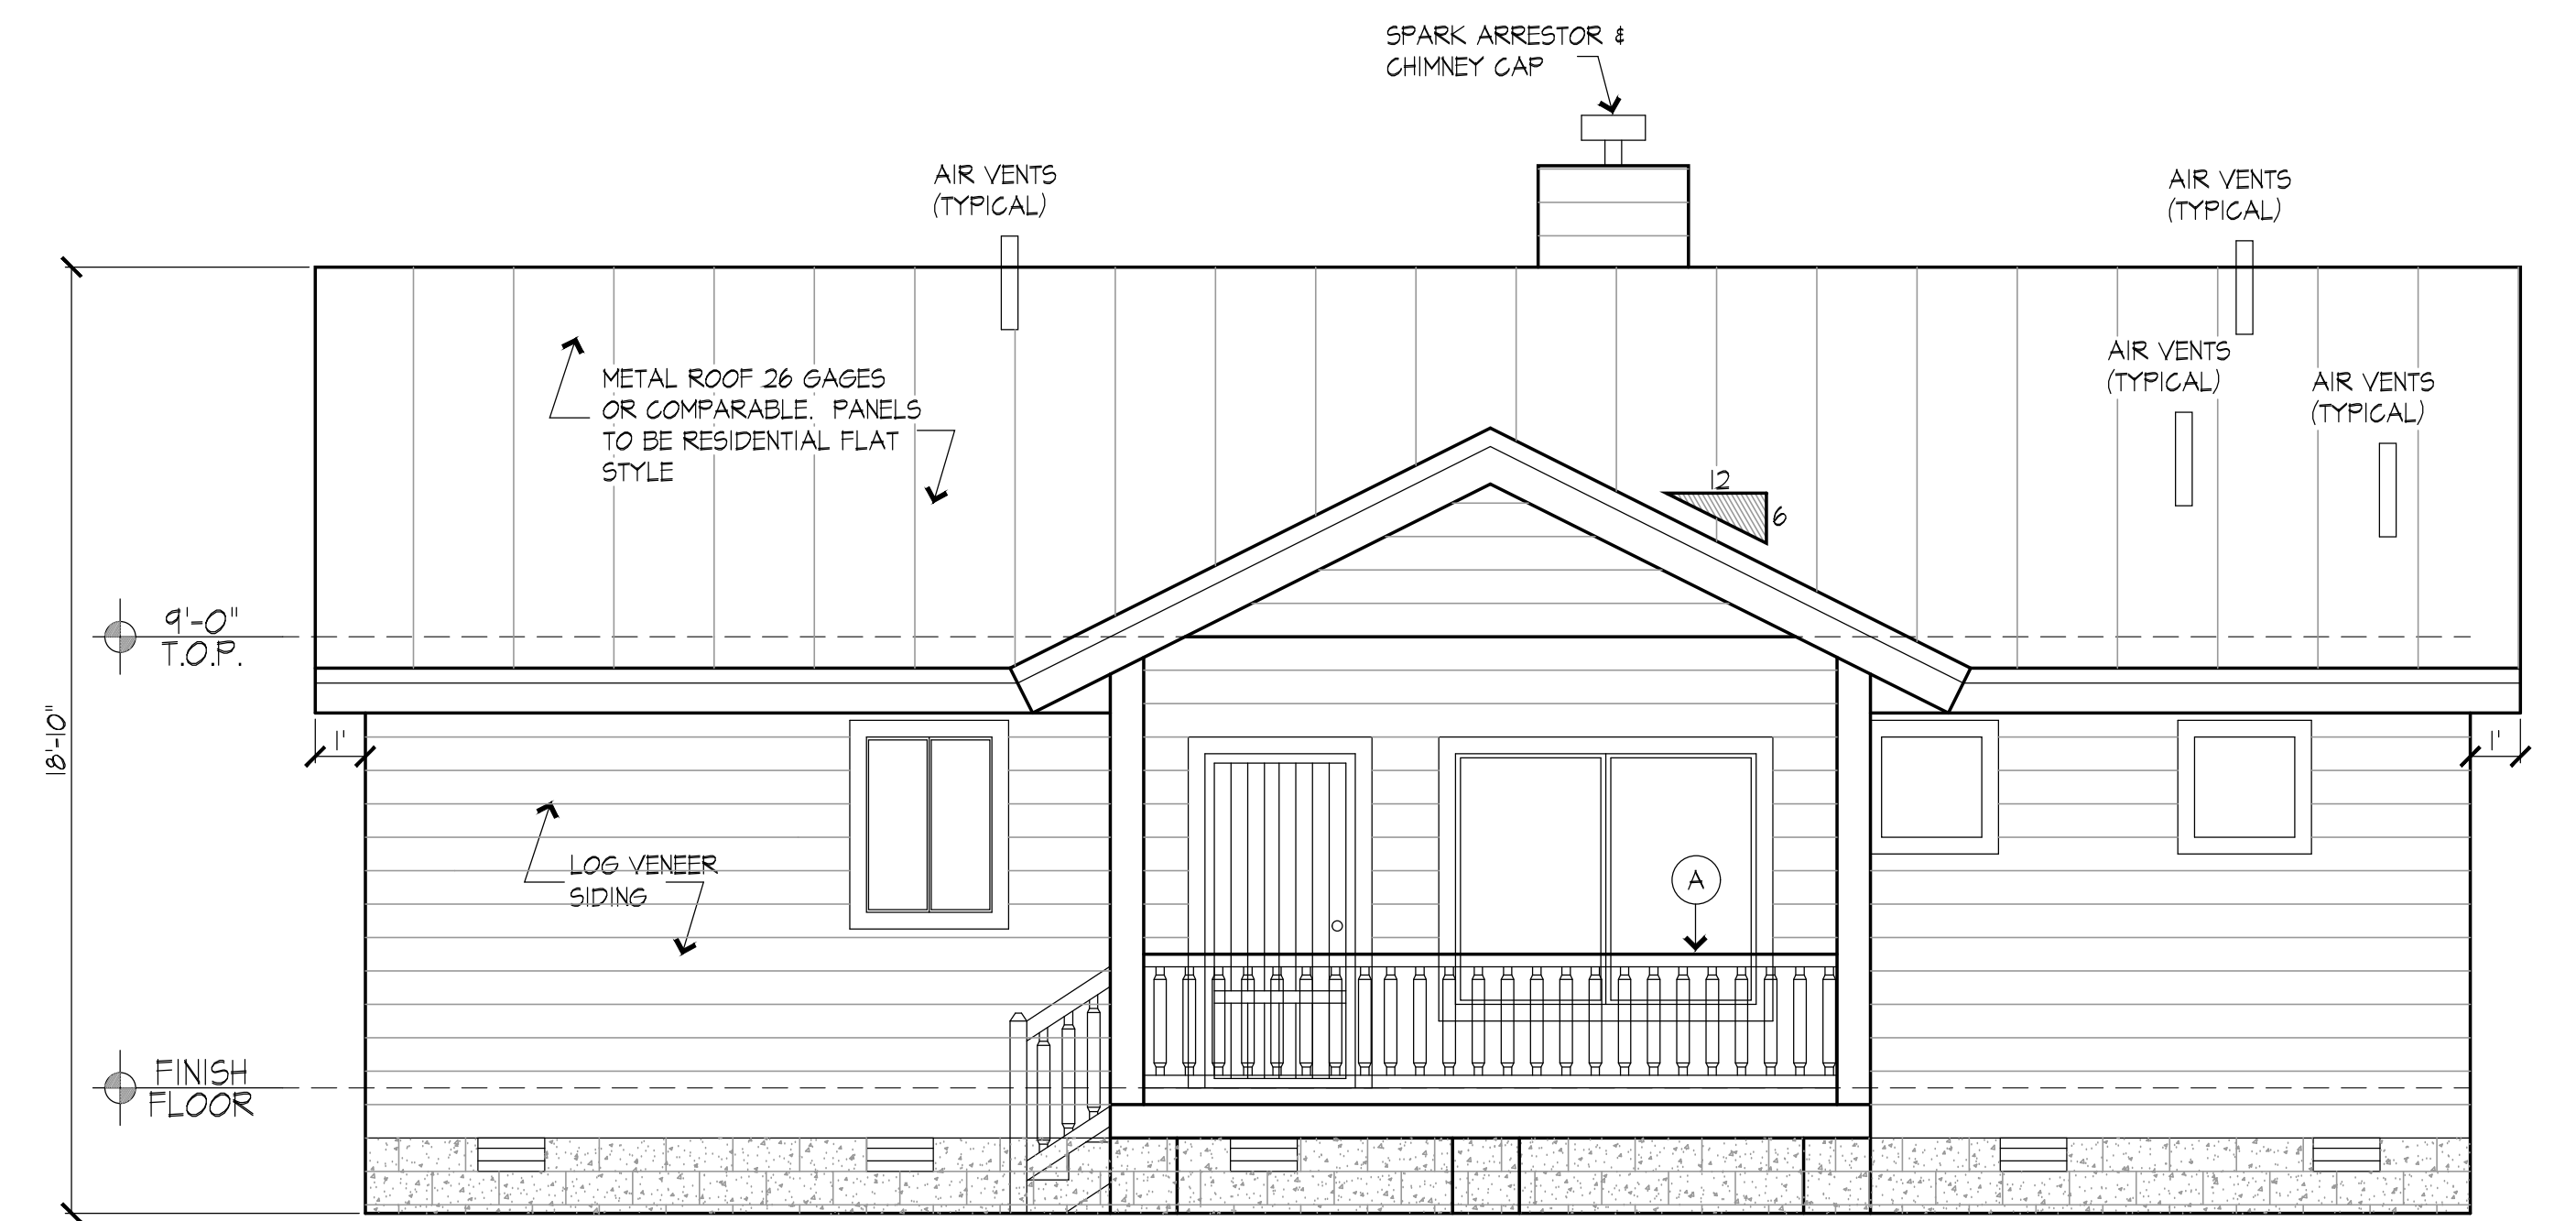 SPARK ARRESTOR &
CHIMNEY CAP
AIR VENTS
(TYPICAL)
AIR VENTS
(TYPICAL)
AIR VENTS
(TYPICAL)
AIR VENTS
(TYPICAL)
METAL ROOF 26 GAGES
OR COMPARABLE. PANELS
TO BE RESIDENTIAL FLAT
STYLE
12
6
9'-0"
T.O.P.
18'-10"
1'
1'
LOG VENEER
SIDING
A
FINISH
FLOOR